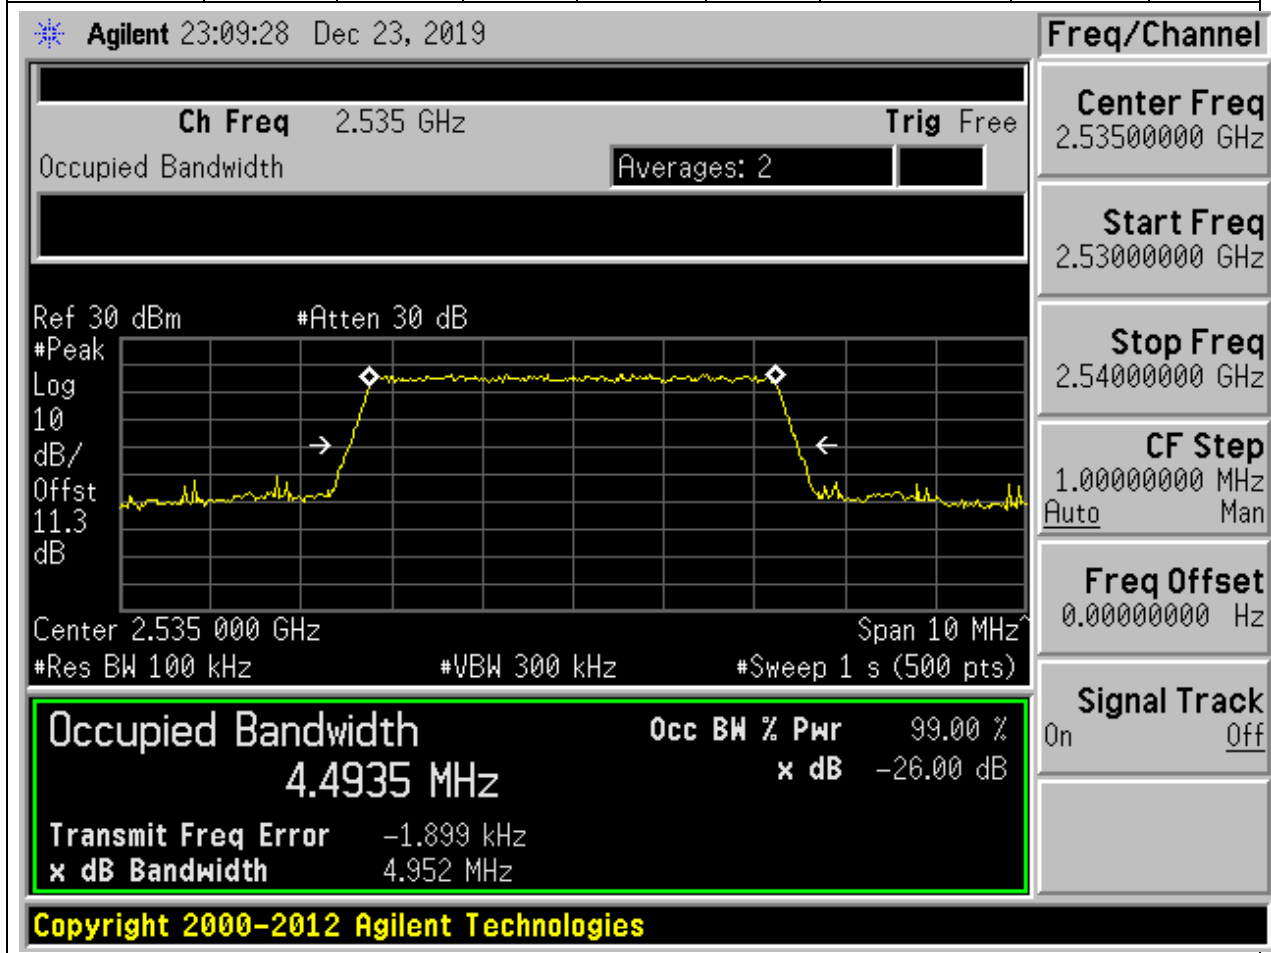 Agilent 23:09:28 Dec 23, 2019
Freq/Channel
Ch Freq 2.535 GHz Trig Free
Occupied Bandwidth Averages: 2
Center Freq
2.53500000 GHz
Start Freq
2.53000000 GHz
Stop Freq
2.54000000 GHz
CF Step
1.00000000 MHz
Auto Man
Freq Offset
0.00000000 Hz
Signal Track
On Off
Ref 30 dBm #Atten 30 dB
#Peak
Log
10
dB/
Offst
11.3
dB
Center 2.535 000 GHz Span 10 MHz^
#Res BW 100 kHz #VBW 300 kHz #Sweep 1 s (500 pts)
Occupied Bandwidth Occ BW % Pwr 99.00 %
4.4935 MHz x dB -26.00 dB
Transmit Freq Error -1.899 kHz
x dB Bandwidth 4.952 MHz
Copyright 2000-2012 Agilent Technologies